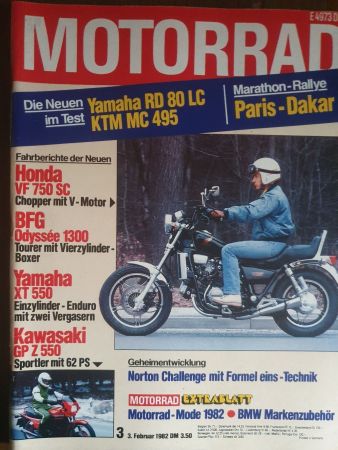 E 4973 D
MOTORRAD
Die Neuen
im Test
Yamaha RD 80 LC
KTM MC 495
Marathon-Rallye
Paris-Dakar
Fahrberichte der Neuen
Honda
VF 750 SC
Chopper mit V-Motor
BFG
Odyssée 1300
Tourer mit Vierzylinder-
Boxer
Yamaha
XT 550
Einzylinder-Enduro
mit zwei Vergasern
Kawasaki
GP Z 550
Sportler mit 62 PS
Geheimentwicklung
Norton Challenge mit Formel eins-Technik
MOTORRAD EXTRABLATT
Motorrad-Mode 1982 ● BMW Markenzubehör
3 3. Februar 1982 DM 3.50